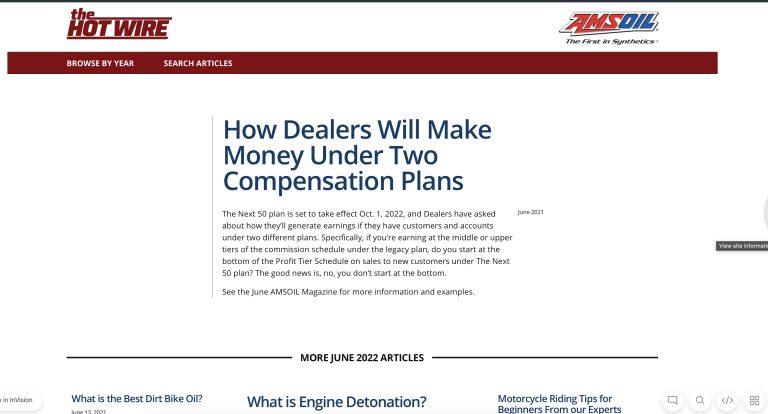 the
HOT WIRE
AMSOIL
The First in Synthetics
BROWSE BY YEAR SEARCH ARTICLES
How Dealers Will Make
Money Under Two
Compensation Plans
The Next 50 plan is set to take effect Oct. 1, 2022, and Dealers have asked
about how they'll generate earnings if they have customers and accounts
under two different plans. Specifically, if you're earning at the middle or upper
tiers of the commission schedule under the legacy plan, do you start at the
bottom of the Profit Tier Schedule on sales to new customers under The Next
50 plan? The good news is, no, you don't start at the bottom.
June 2021
See the June AMSOIL Magazine for more information and examples.
View site informati
MORE JUNE 2022 ARTICLES
What is the Best Dirt Bike Oil?
June 13, 2021
What is Engine Detonation?
Motorcycle Riding Tips for
Beginners From our Experts
in InVision